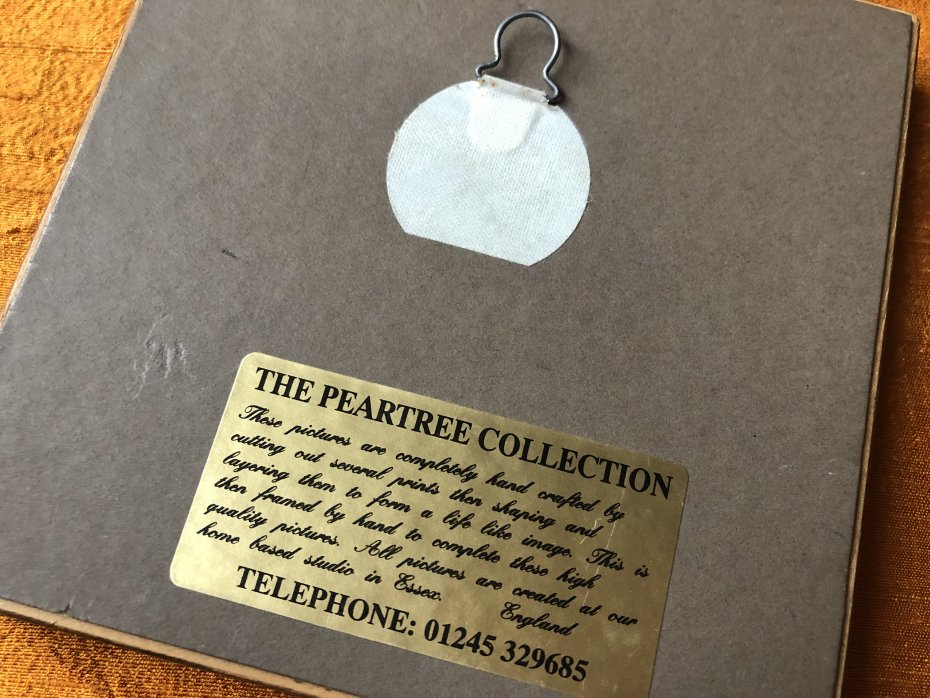 THE PEARTREE COLLECTION
These pictures are completely hand crafted by
cutting out several prints then shaping and
layering them to form a life like image. This is
then framed by hand to complete these high
quality pictures. All pictures are created at our
home based studio in Essex. England
TELEPHONE: 01245 329685